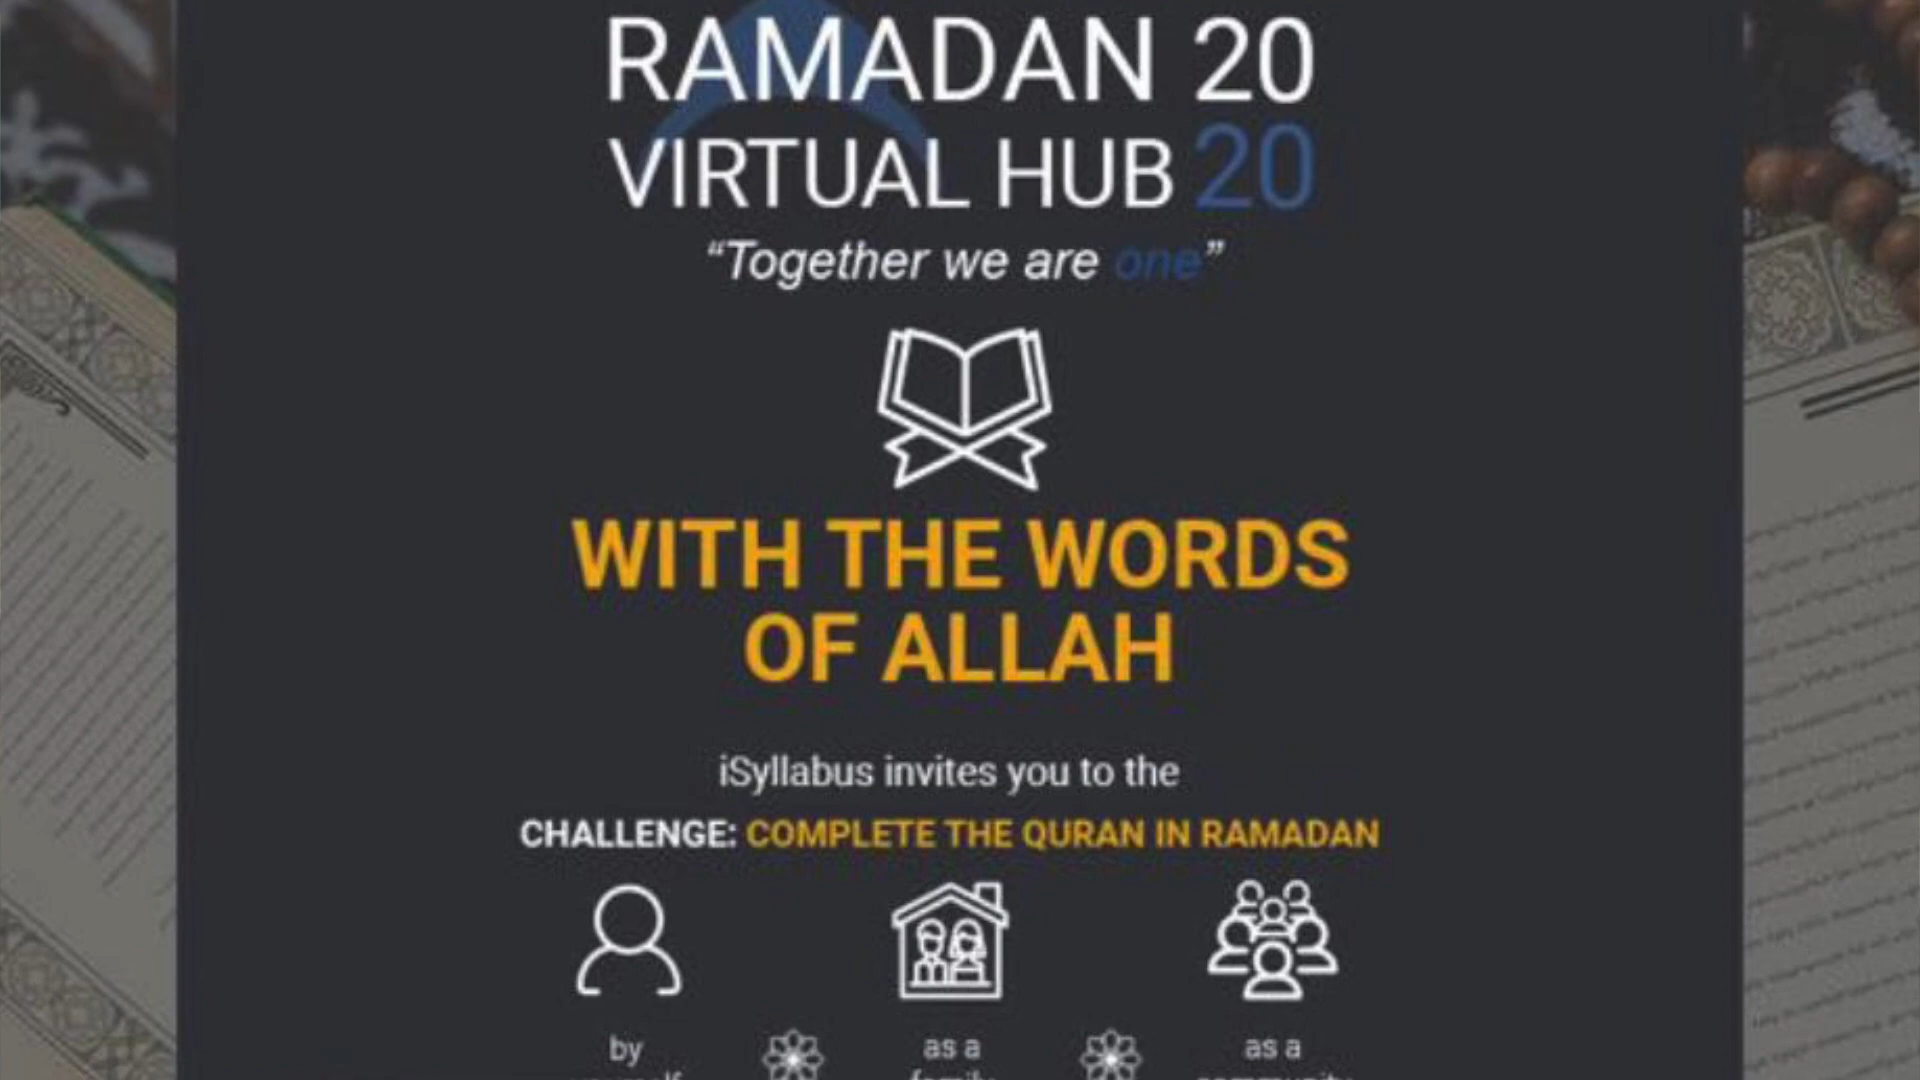 RAMADAN 20
VIRTUAL HUB 20
“Together we are one”
WITH THE WORDS
OF ALLAH
iSyllabus invites you to the
CHALLENGE: COMPLETE THE QURAN IN RAMADAN
by as a as a